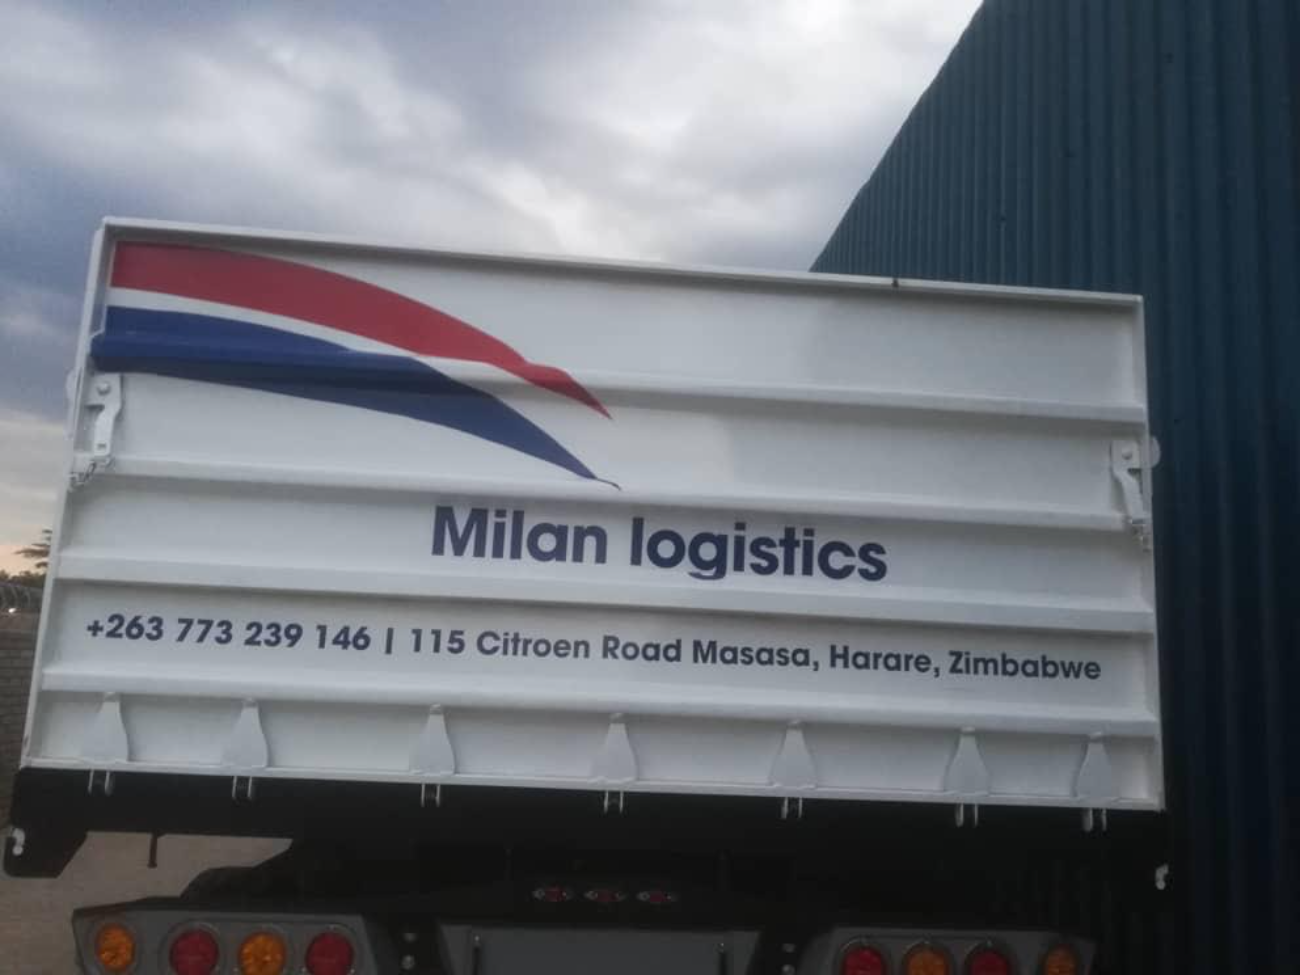 Milan logistics
+263 773 239 146 | 115 Citroen Road Masasa, Harare, Zimbabwe